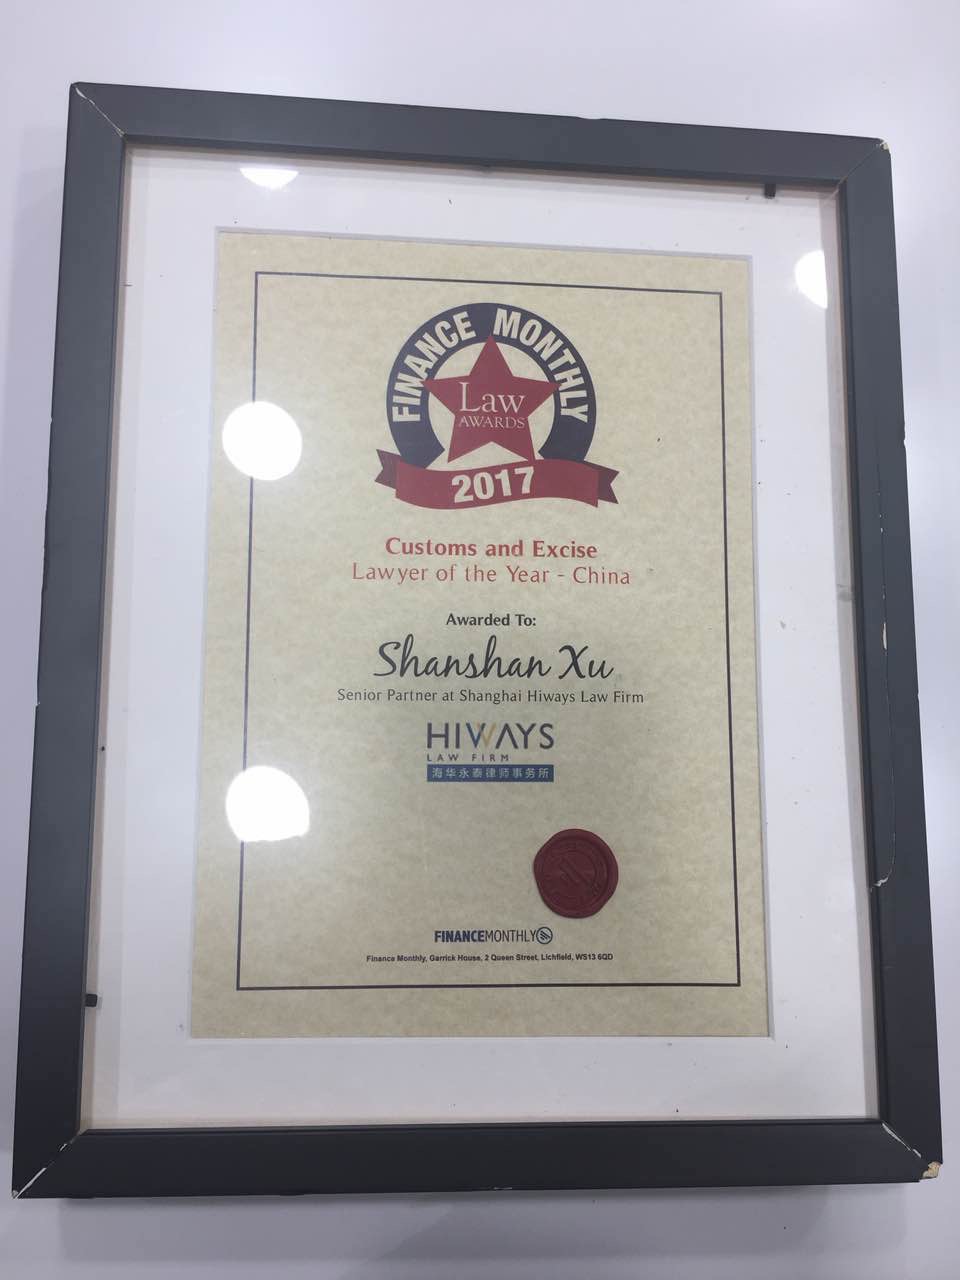 FINANCE MONTHLY
Law
AWARDS
2017
Customs and Excise
Lawyer of the Year - China
Awarded To:
Shanshan Xu
Senior Partner at Shanghai Hiways Law Firm
HIWAYS
LAW FIRM
海华永泰律师事务所
FINANCEMONTHLY
Finance Monthly, Garrick House, 2 Queen Street, Lichfield, WS13 6QD